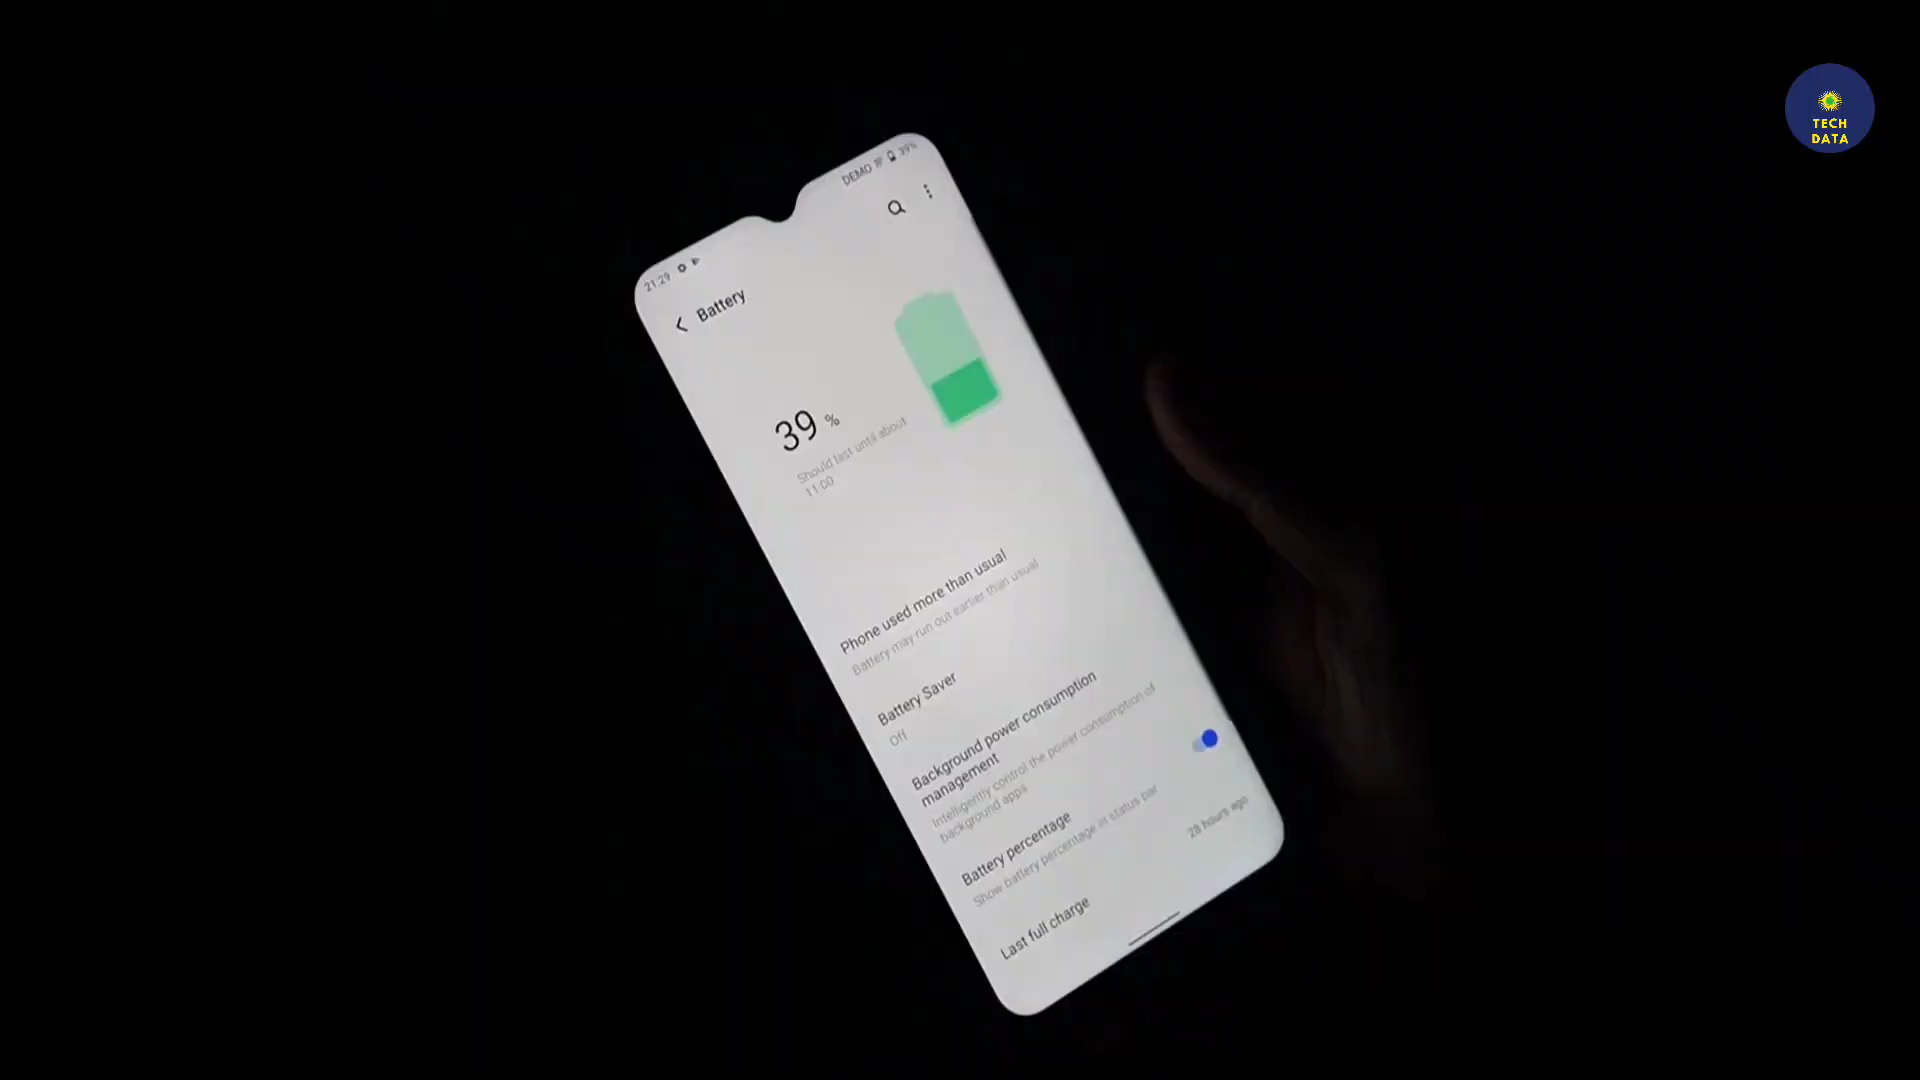 TECH
DATA
21:29
DEMO
39%
Battery
39 %
Should last until about
11:00
Phone used more than usual
Battery may run out earlier than usual
Battery Saver
Off
Background power consumption
management
Intelligently control the power consumption of
background apps
Battery percentage
Show battery percentage in status bar
Last full charge
28 hours ago